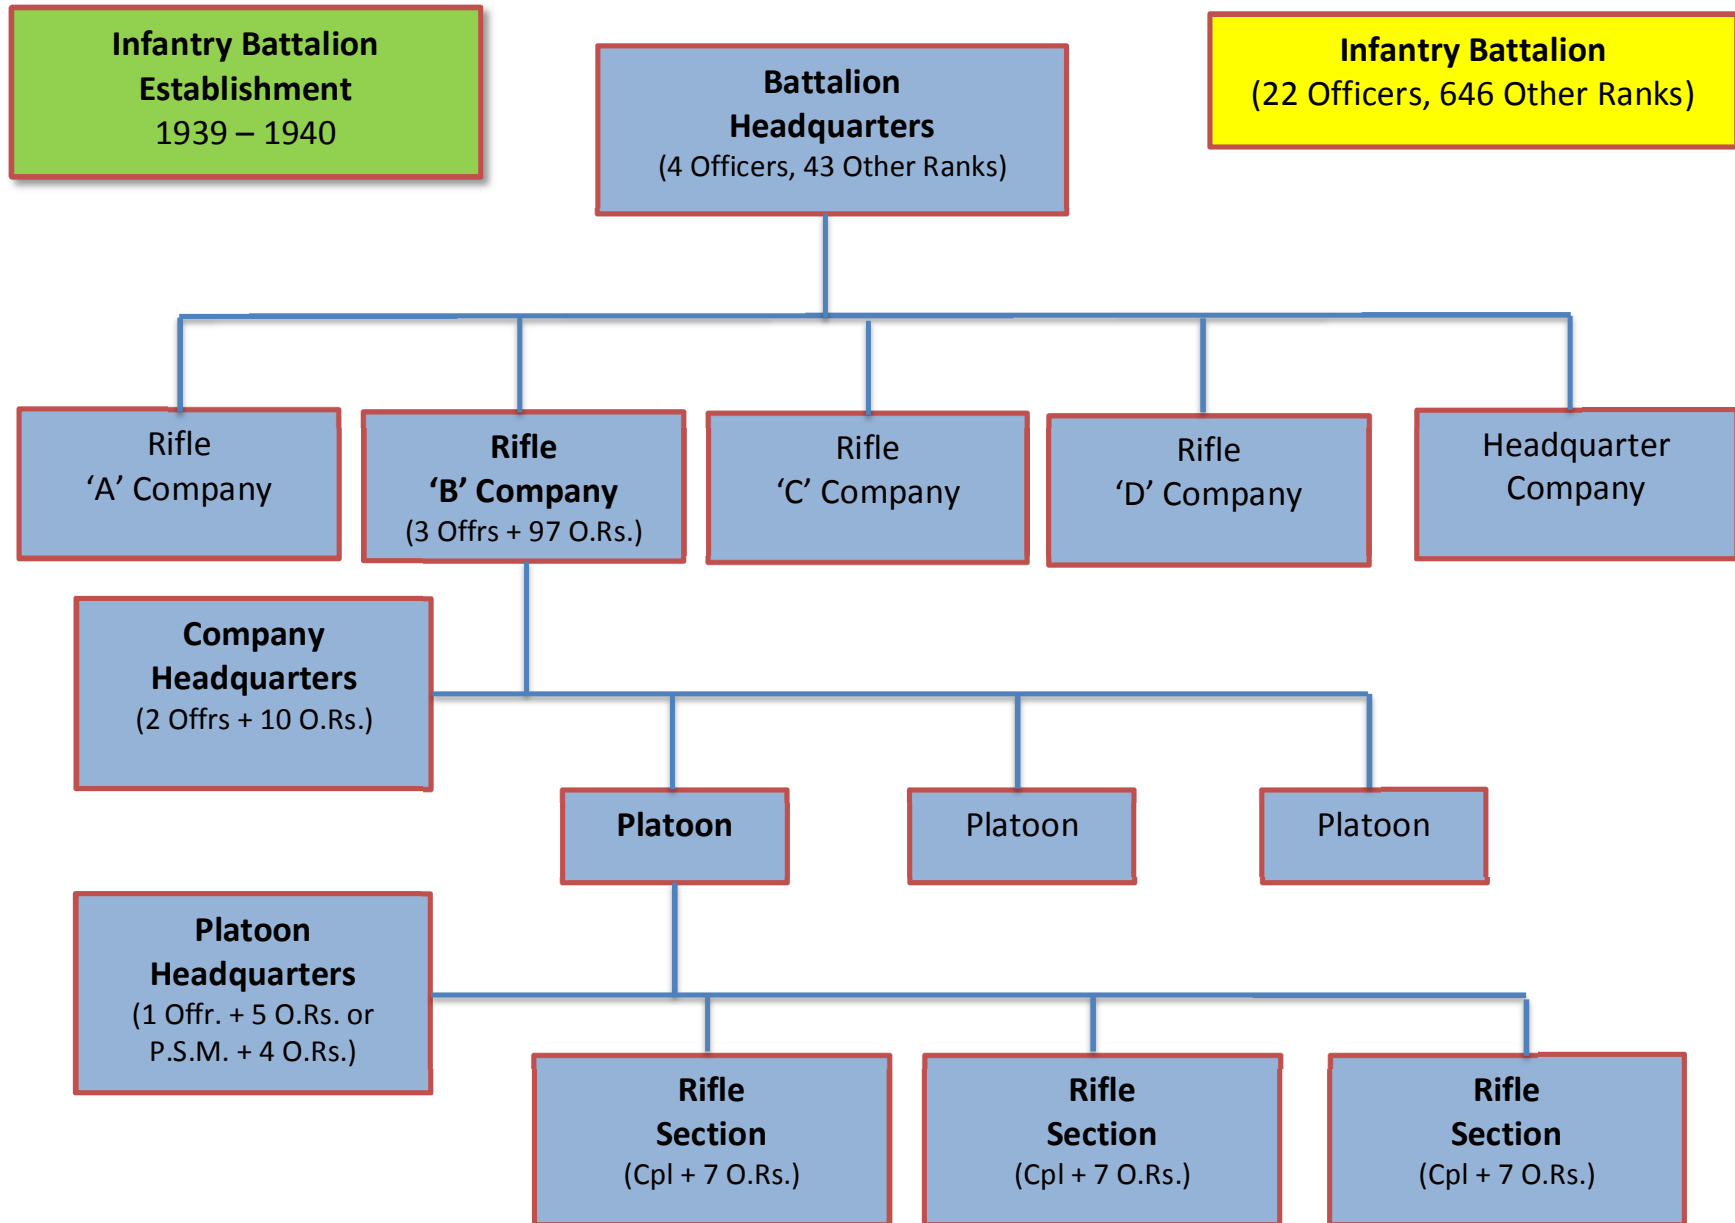 Infantry Battalion
Establishment
1939 – 1940
Battalion
Headquarters
(4 Officers, 43 Other Ranks)
Infantry Battalion
(22 Officers, 646 Other Ranks)
Rifle
‘A’ Company
Rifle
‘B’ Company
(3 Offrs + 97 O.Rs.)
Rifle
‘C’ Company
Rifle
‘D’ Company
Headquarter
Company
Company
Headquarters
(2 Offrs + 10 O.Rs.)
Platoon
Platoon
Platoon
Platoon
Headquarters
(1 Offr. + 5 O.Rs. or
P.S.M. + 4 O.Rs.)
Rifle
Section
(Cpl + 7 O.Rs.)
Rifle
Section
(Cpl + 7 O.Rs.)
Rifle
Section
(Cpl + 7 O.Rs.)